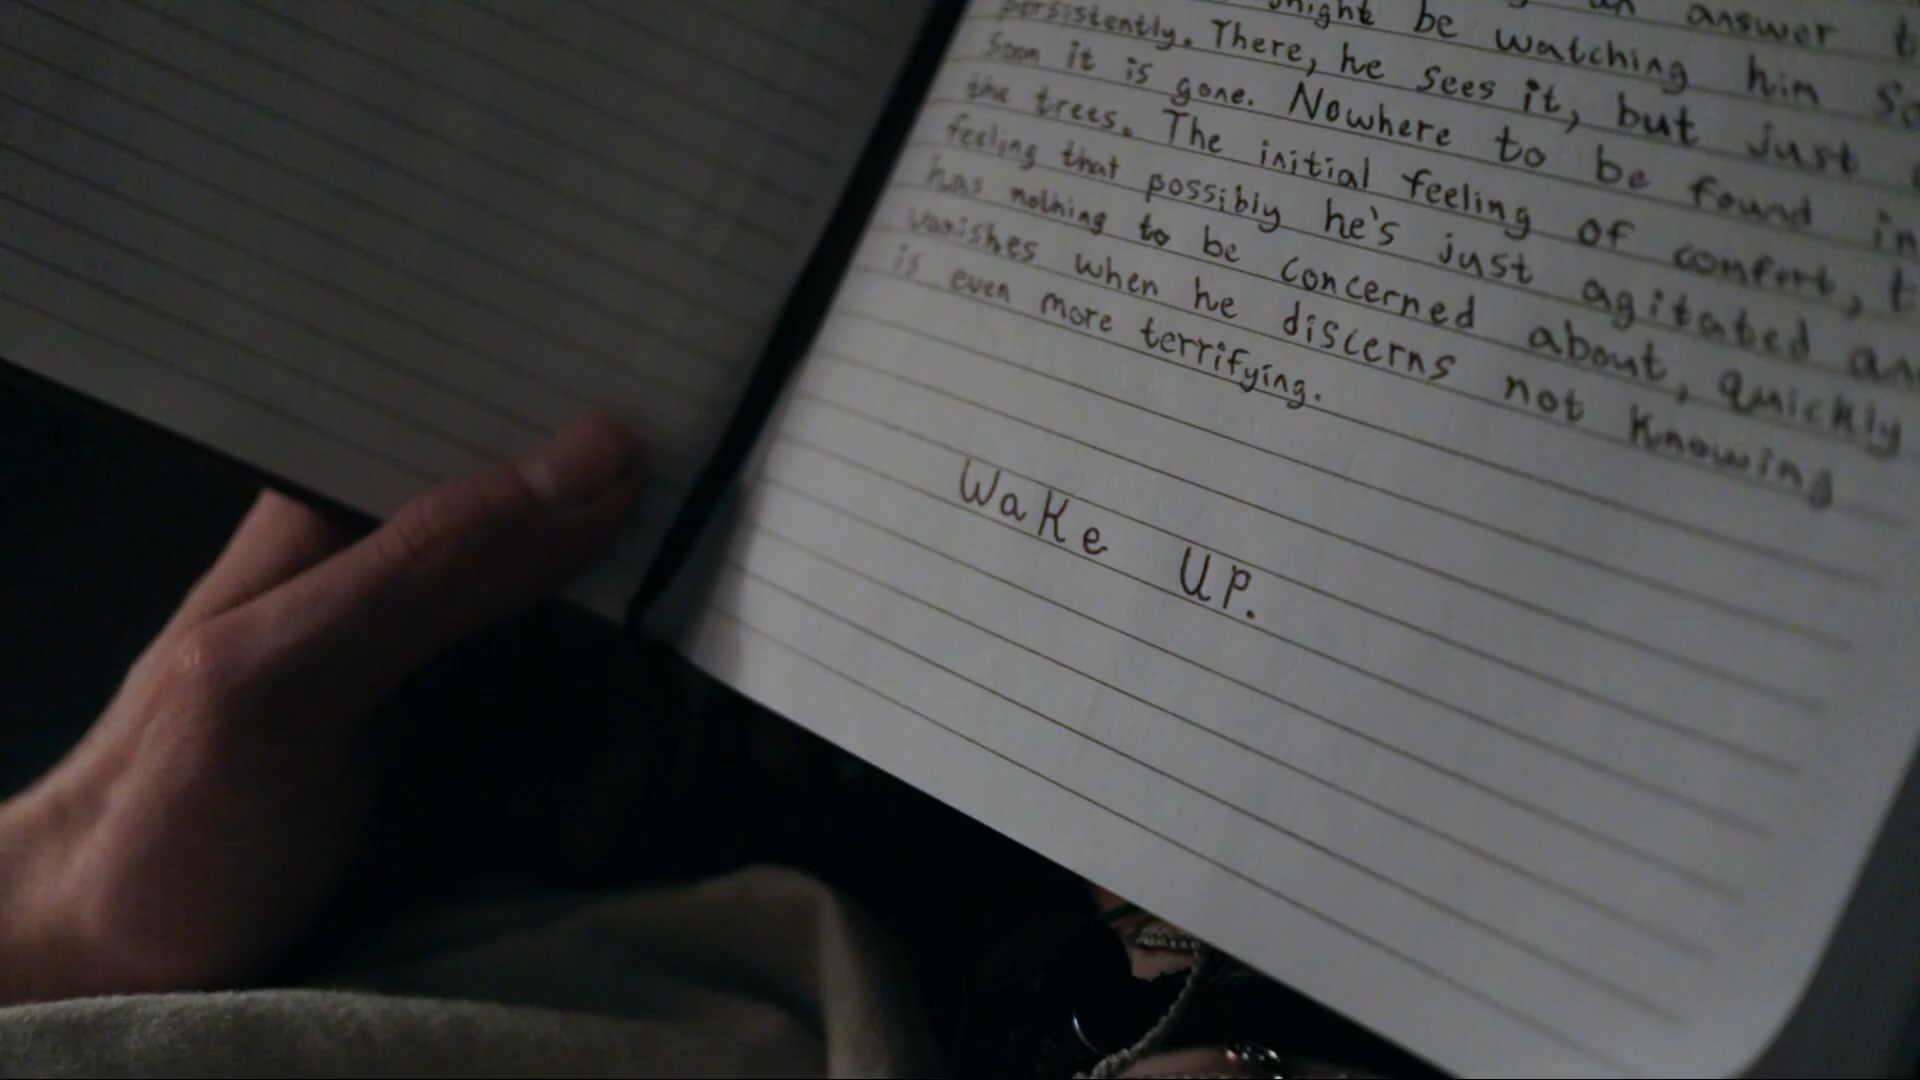 an answer
might be watching him
persistently. There, he sees it, but just
Soon it is gone. Nowhere to be found in
the trees. The initial feeling of comfort,
feeling that possibly he's just agitated
has nothing to be concerned about, quickly
vanishes when he discerns not knowing
is even more terrifying.
Wake UP.